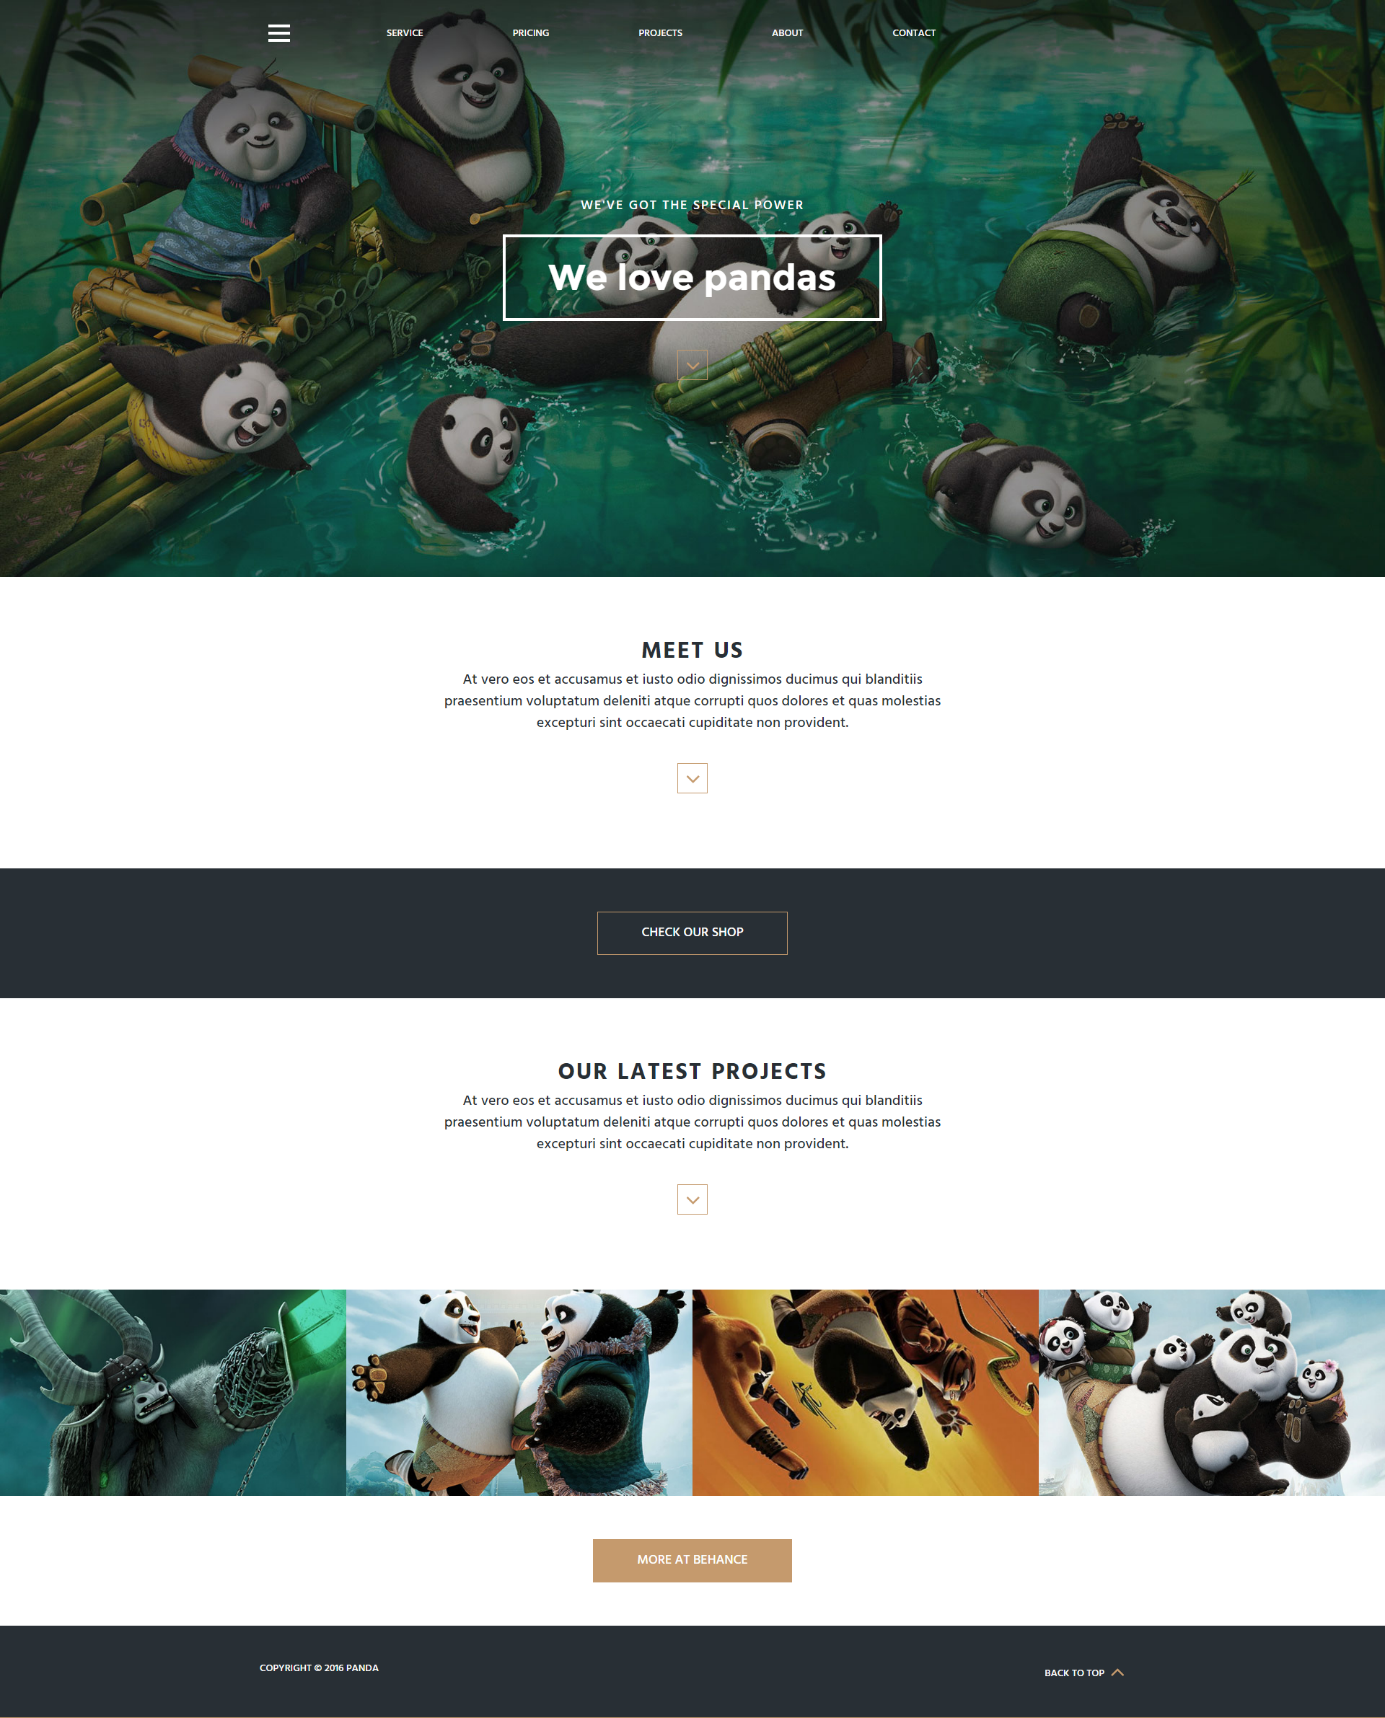 SERVICE PRICING PROJECTS ABOUT CONTACT
WE'VE GOT THE SPECIAL POWER
We love pandas
MEET US
At vero eos et accusamus et iusto odio dignissimos ducimus qui blanditiis
praesentium voluptatum deleniti atque corrupti quos dolores et quas molestias
excepturi sint occaecati cupiditate non provident.
CHECK OUR SHOP
OUR LATEST PROJECTS
At vero eos et accusamus et iusto odio dignissimos ducimus qui blanditiis
praesentium voluptatum deleniti atque corrupti quos dolores et quas molestias
excepturi sint occaecati cupiditate non provident.
MORE AT BEHANCE
COPYRIGHT © 2016 PANDA
BACK TO TOP